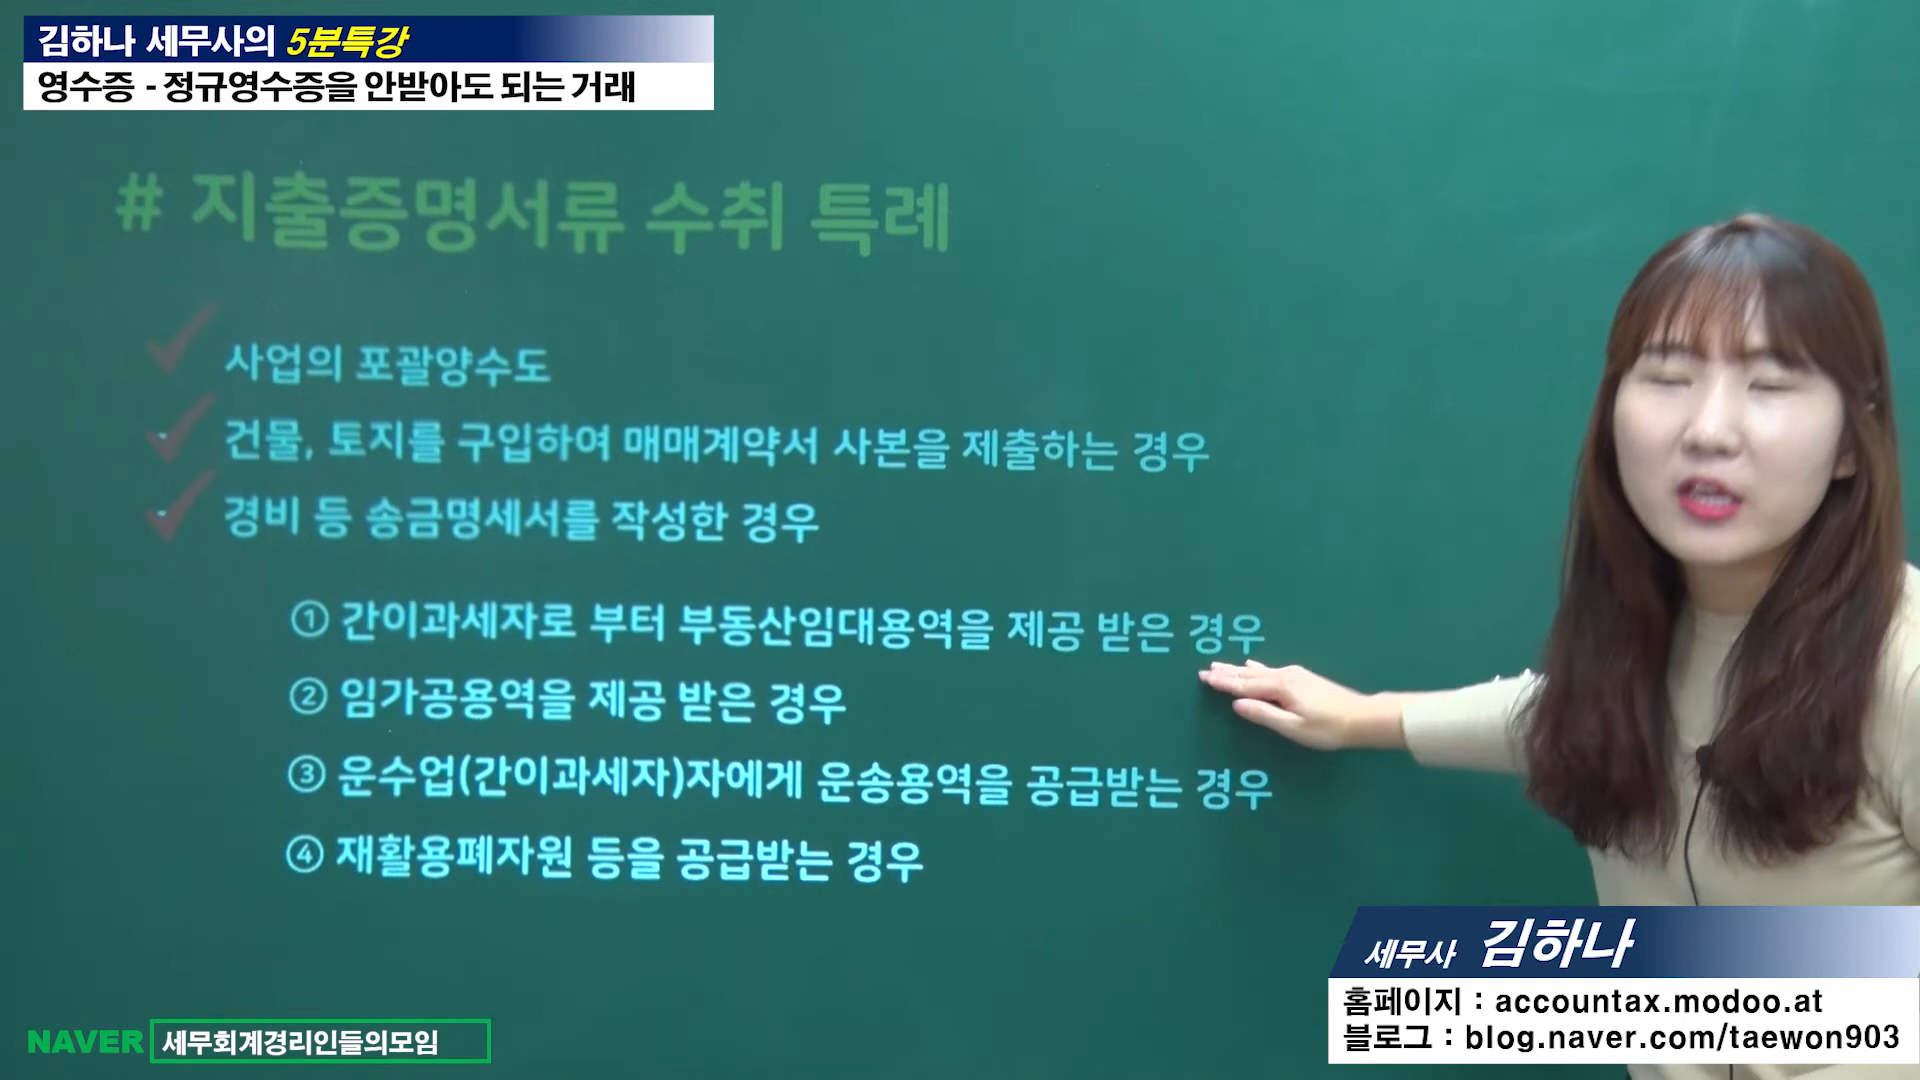 김하나 세무사의 5분특강
영수증 - 정규영수증을 안받아도 되는 거래
# 지출증명서류 수취 특례
사업의 포괄양수도
건물, 토지를 구입하여 매매계약서 사본을 제출하는 경우
경비 등 송금명세서를 작성한 경우
① 간이과세자로 부터 부동산임대용역을 제공 받은 경우
② 임가공용역을 제공 받은 경우
③ 운수업(간이과세자)자에게 운송용역을 공급받는 경우
④ 재활용폐자원 등을 공급받는 경우
세무사 김하나
홈페이지 : accountax.modoo.at
블로그 : blog.naver.com/taewon903
NAVER 세무회계경리인들의모임